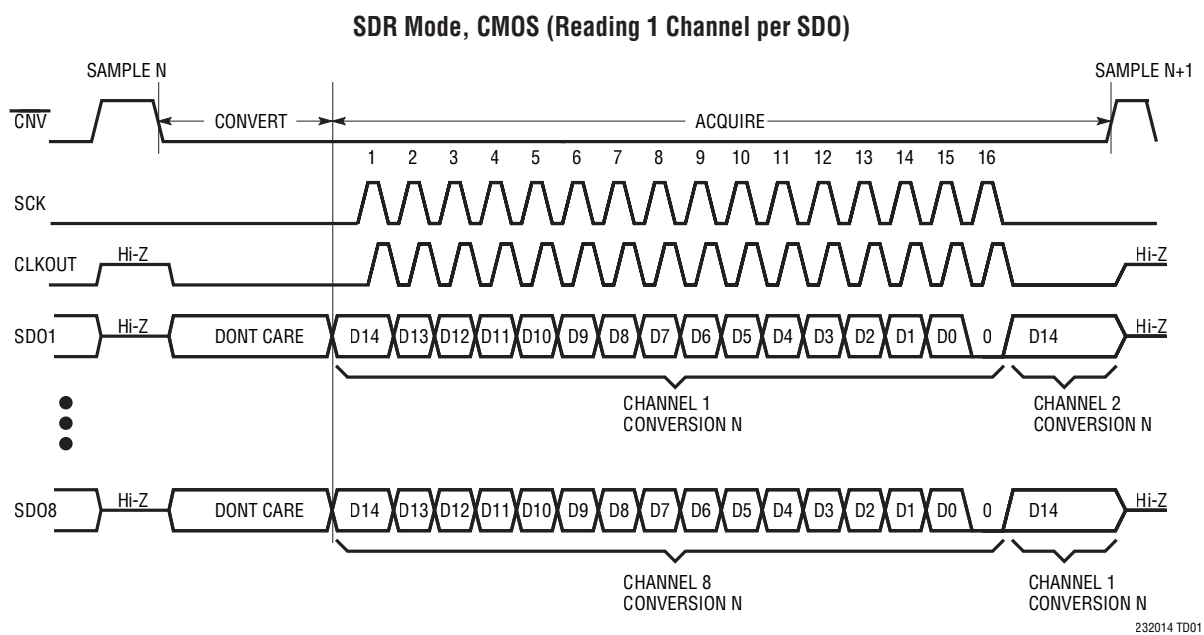 SDR Mode, CMOS (Reading 1 Channel per SDO)
SAMPLE N
SAMPLE N+1
CNV
CONVERT
ACQUIRE
1 2 3 4 5 6 7 8 9 10 11 12 13 14 15 16
SCK
CLKOUT
Hi-Z
Hi-Z
SDO1
Hi-Z
DONT CARE
D14 D13 D12 D11 D10 D9 D8 D7 D6 D5 D4 D3 D2 D1 D0 0 D14
Hi-Z
CHANNEL 1
CONVERSION N
CHANNEL 2
CONVERSION N
SDO8
Hi-Z
DONT CARE
D14 D13 D12 D11 D10 D9 D8 D7 D6 D5 D4 D3 D2 D1 D0 0 D14
Hi-Z
CHANNEL 8
CONVERSION N
CHANNEL 1
CONVERSION N
232014 TD01